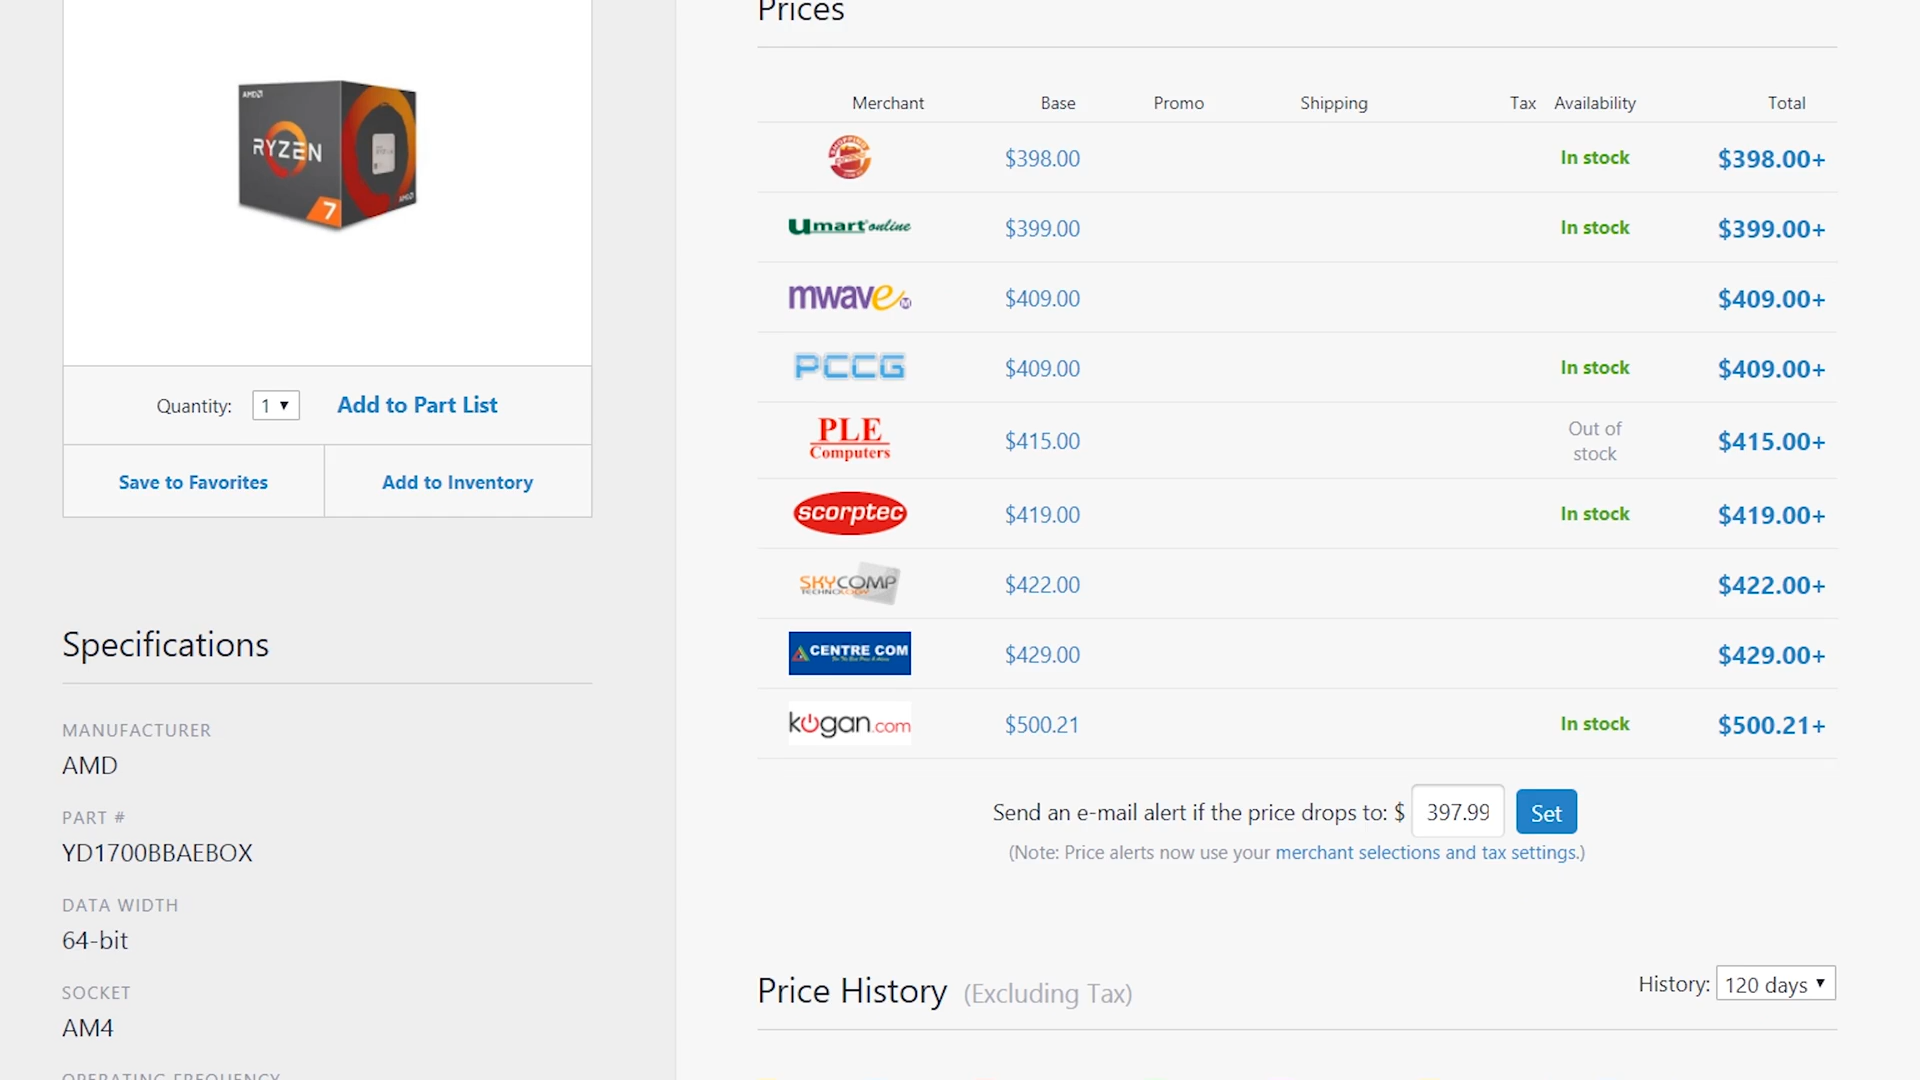 Prices
Merchant Base Promo Shipping Tax Availability Total
AMD
RYZEN
7
AMD
SHOPPING
$398.00 In stock $398.00+
Umart online $399.00 In stock $399.00+
mwave M $409.00 $409.00+
PCCG $409.00 In stock $409.00+
PLE Computers $415.00 Out of stock $415.00+
scorptec $419.00 In stock $419.00+
SKYCOMP TECHNOLOGY $422.00 $422.00+
CENTRE COM $429.00 $429.00+
kogan.com $500.21 In stock $500.21+
Quantity: 1 Add to Part List
Save to Favorites Add to Inventory
Send an e-mail alert if the price drops to: $ 397.99 Set
(Note: Price alerts now use your merchant selections and tax settings.)
Specifications
MANUFACTURER
AMD
PART #
YD1700BBAEBOX
DATA WIDTH
64-bit
SOCKET
AM4
OPERATING FREQUENCY
Price History (Excluding Tax)
History: 120 days